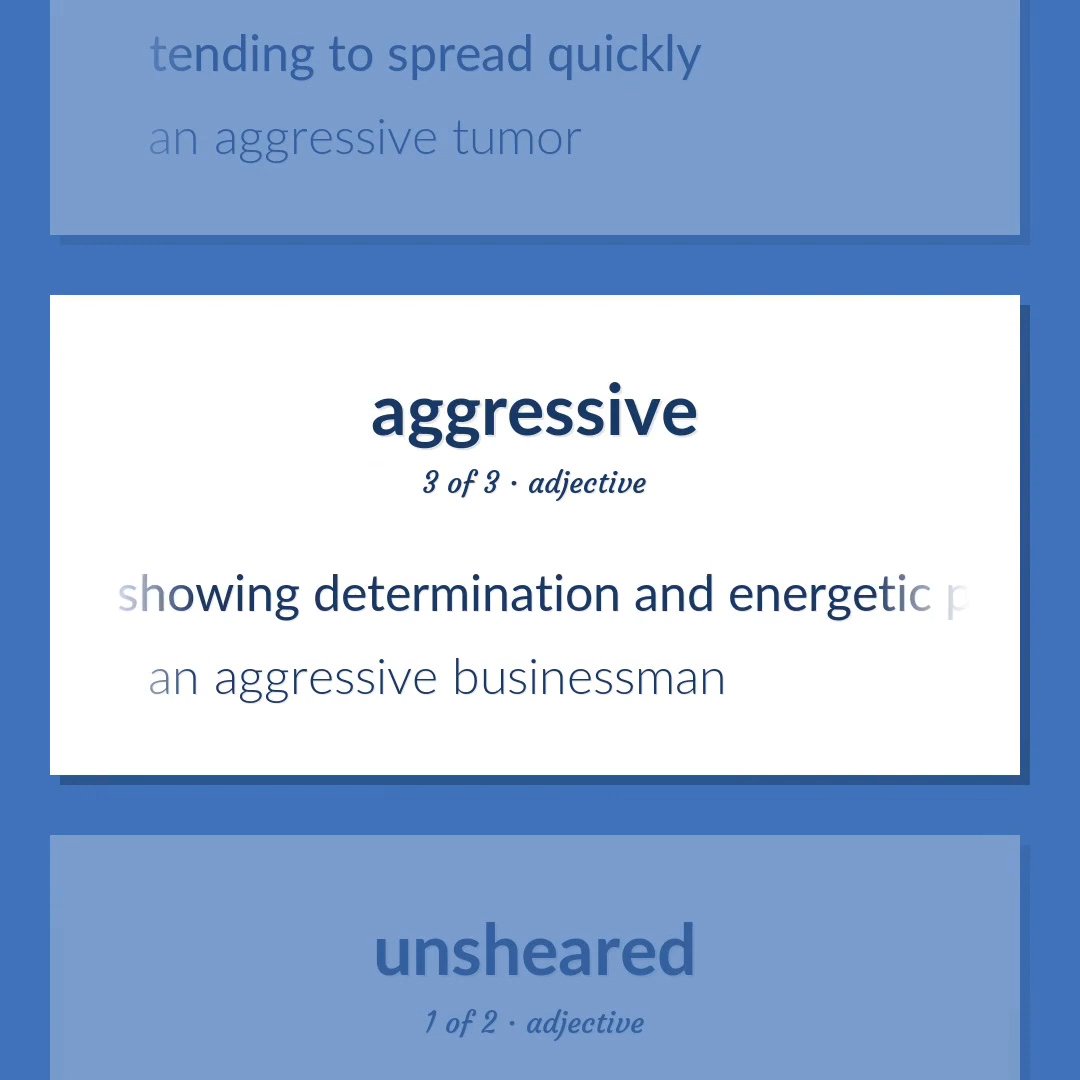 tending to spread quickly
an aggressive tumor
aggressive
3 of 3 · adjective
showing determination and energetic
an aggressive businessman
unsheared
1 of 2 · adjective